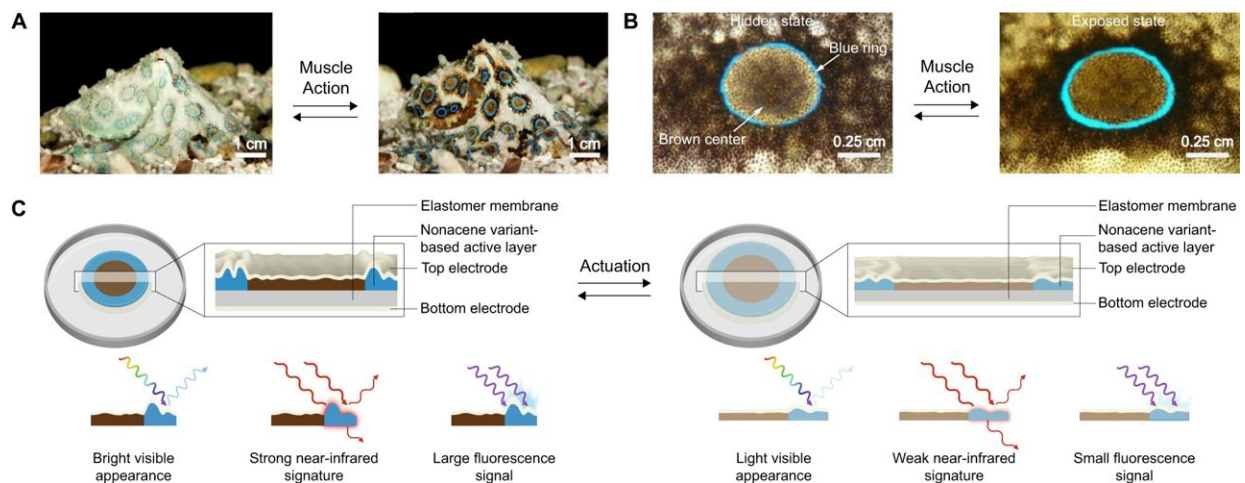 A
Muscle
Action
1 cm
1 cm
B
Hidden state
Blue ring
Brown center
0.25 cm
Muscle
Action
Exposed state
0.25 cm
C
Elastomer membrane
Nonacene variant-
based active layer
Top electrode
Bottom electrode
Actuation
Elastomer membrane
Nonacene variant-
based active layer
Top electrode
Bottom electrode
Bright visible
appearance
Strong near-infrared
signature
Large fluorescence
signal
Light visible
appearance
Weak near-infrared
signature
Small fluorescence
signal